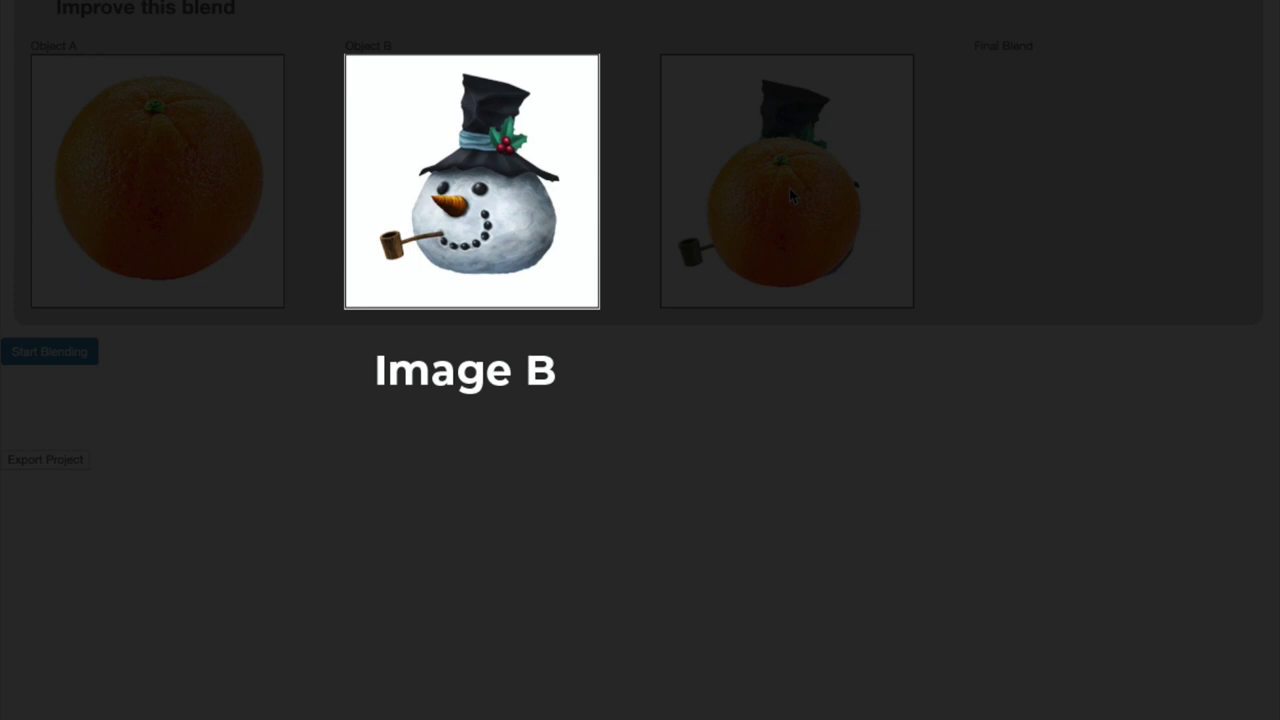 Improve this blend
Object A
Object B
Final Blend
Start Blending
Image B
Export Project